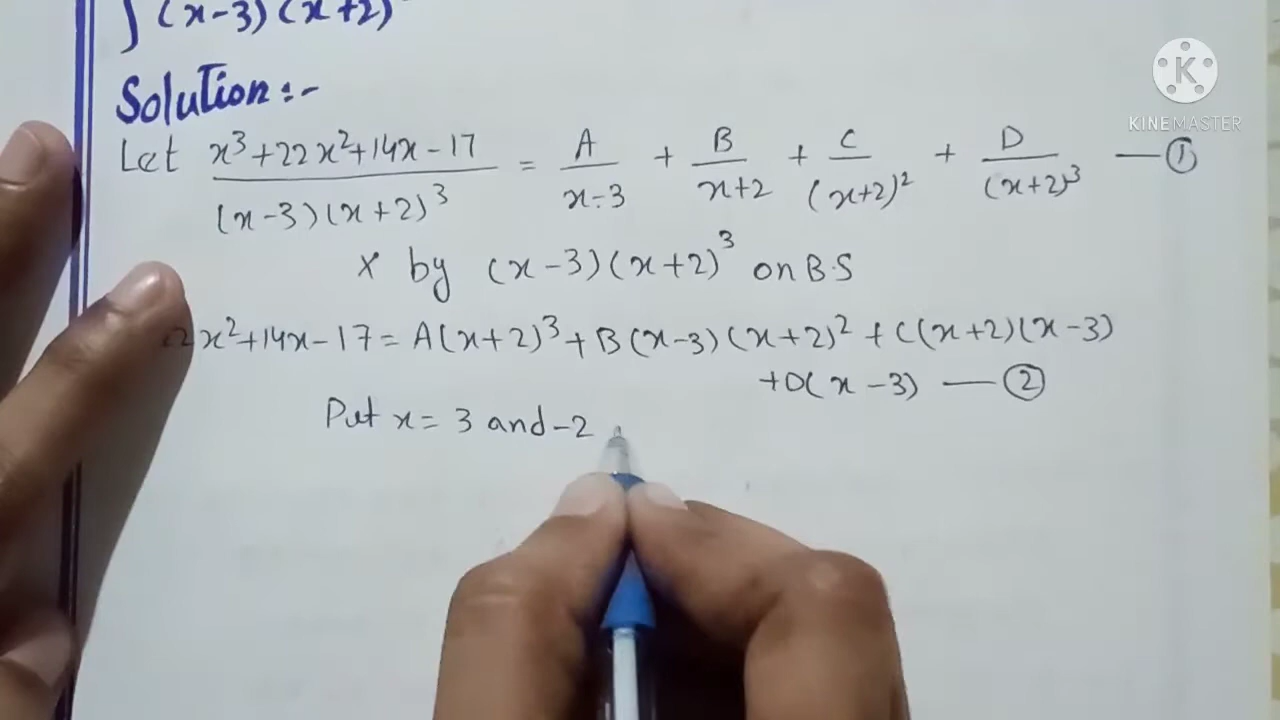 ∫ (x-3)(x+2)
Solution:-
Let x³+22x²+14x-17 / (x-3)(x+2)³ = A/x-3 + B/x+2 + C/(x+2)² + D/(x+2)³ — ①
× by (x-3)(x+2)³ on B.S
2x²+14x-17 = A(x+2)³+B(x-3)(x+2)²+C(x+2)(x-3)
+D(x-3) — ②
Put x = 3 and -2
K
KINEMASTER